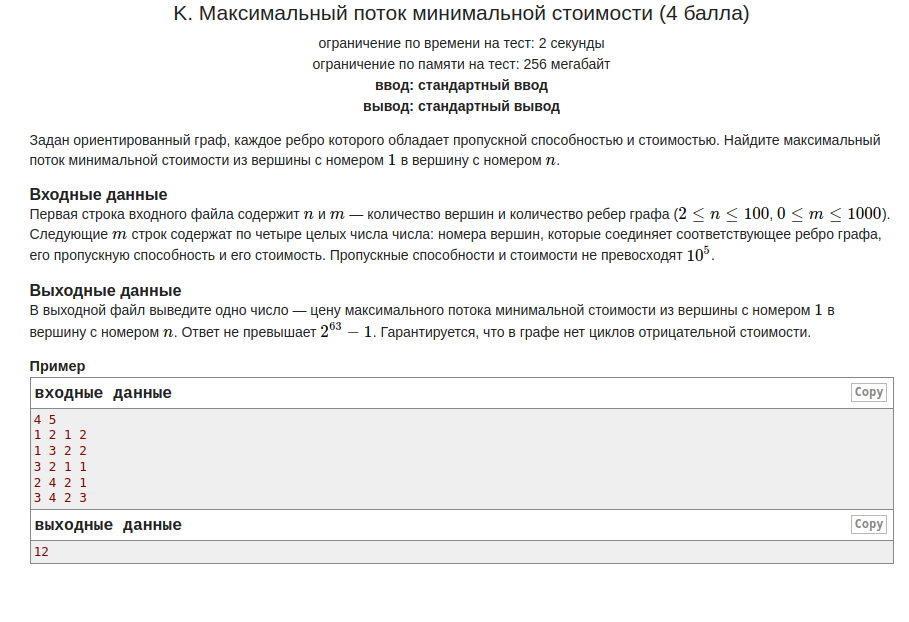 K. Максимальный поток минимальной стоимости (4 балла)
ограничение по времени на тест: 2 секунды
ограничение по памяти на тест: 256 мегабайт
ввод: стандартный ввод
вывод: стандартный вывод
Задан ориентированный граф, каждое ребро которого обладает пропускной способностью и стоимостью. Найдите максимальный
поток минимальной стоимости из вершины с номером 1 в вершину с номером n.
Входные данные
Первая строка входного файла содержит n и m — количество вершин и количество ребер графа (2 ≤ n ≤ 100, 0 ≤ m ≤ 1000).
Следующие m строк содержат по четыре целых числа числа: номера вершин, которые соединяет соответствующее ребро графа,
его пропускную способность и его стоимость. Пропускные способности и стоимости не превосходят 10^5.
Выходные данные
В выходной файл выведите одно число — цену максимального потока минимальной стоимости из вершины с номером 1 в
вершину с номером n. Ответ не превышает 2^63 − 1. Гарантируется, что в графе нет циклов отрицательной стоимости.
Пример
входные данные Copy
4 5
1 2 1 2
1 3 2 2
3 2 1 1
2 4 2 1
3 4 2 3
выходные данные Copy
12